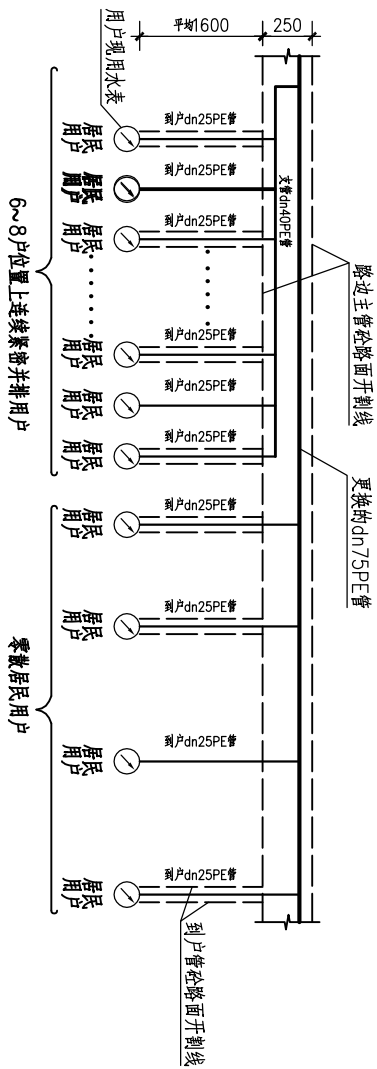 平均1600
250
用户现用水表
到户dn25PE管
到户dn25PE管
到户dn25PE管
到户dn25PE管
到户dn25PE管
到户dn25PE管
到户dn25PE管
到户dn25PE管
到户dn25PE管
到户dn25PE管
支管dn40PE管
路边主管砼路面开割线
更换的dn75PE管
到户管砼路面开割线
居民
用户
居民
用户
居民
用户
居民
用户
居民
用户
居民
用户
居民
用户
居民
用户
居民
用户
居民
用户
6~8户位置上连续紧密并排用户
零散居民用户